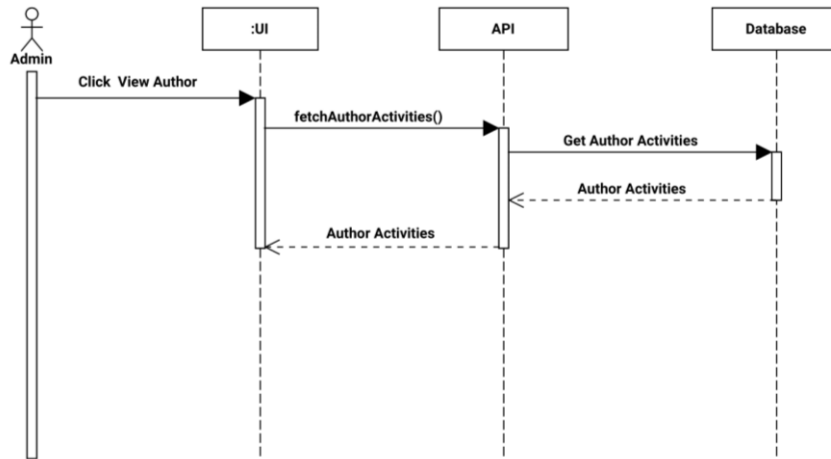 :UI
API
Database
Admin
Click View Author
fetchAuthorActivities()
Get Author Activities
Author Activities
Author Activities